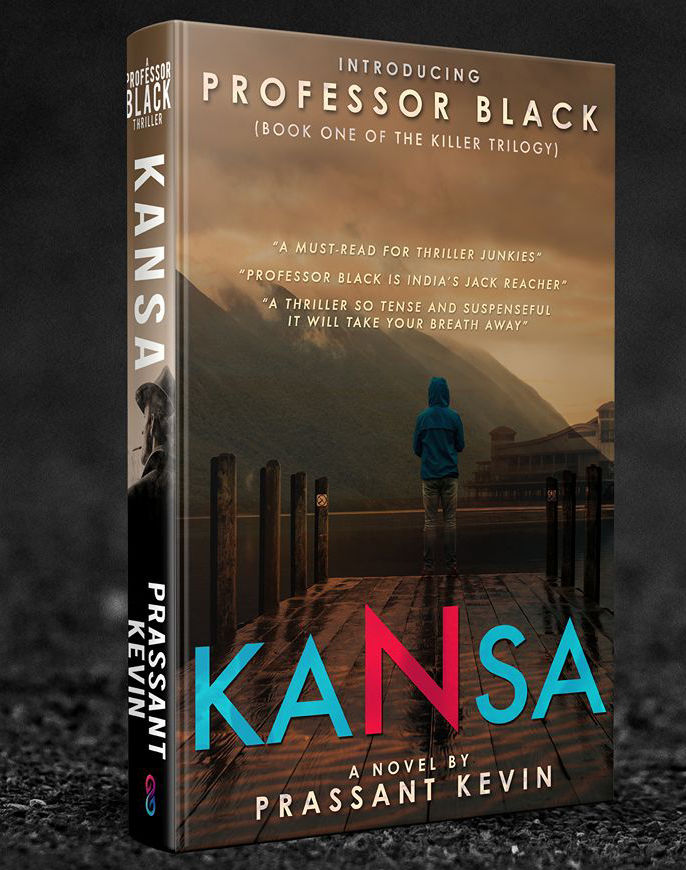 A
PROFESSOR
BLACK
THRILLER
KANSA
PRASSANT
KEVIN
INTRODUCING
PROFESSOR BLACK
(BOOK ONE OF THE KILLER TRILOGY)
"A MUST-READ FOR THRILLER JUNKIES"
"PROFESSOR BLACK IS INDIA'S JACK REACHER"
"A THRILLER SO TENSE AND SUSPENSEFUL
IT WILL TAKE YOUR BREATH AWAY"
KANSA
A NOVEL BY
PRASSANT KEVIN